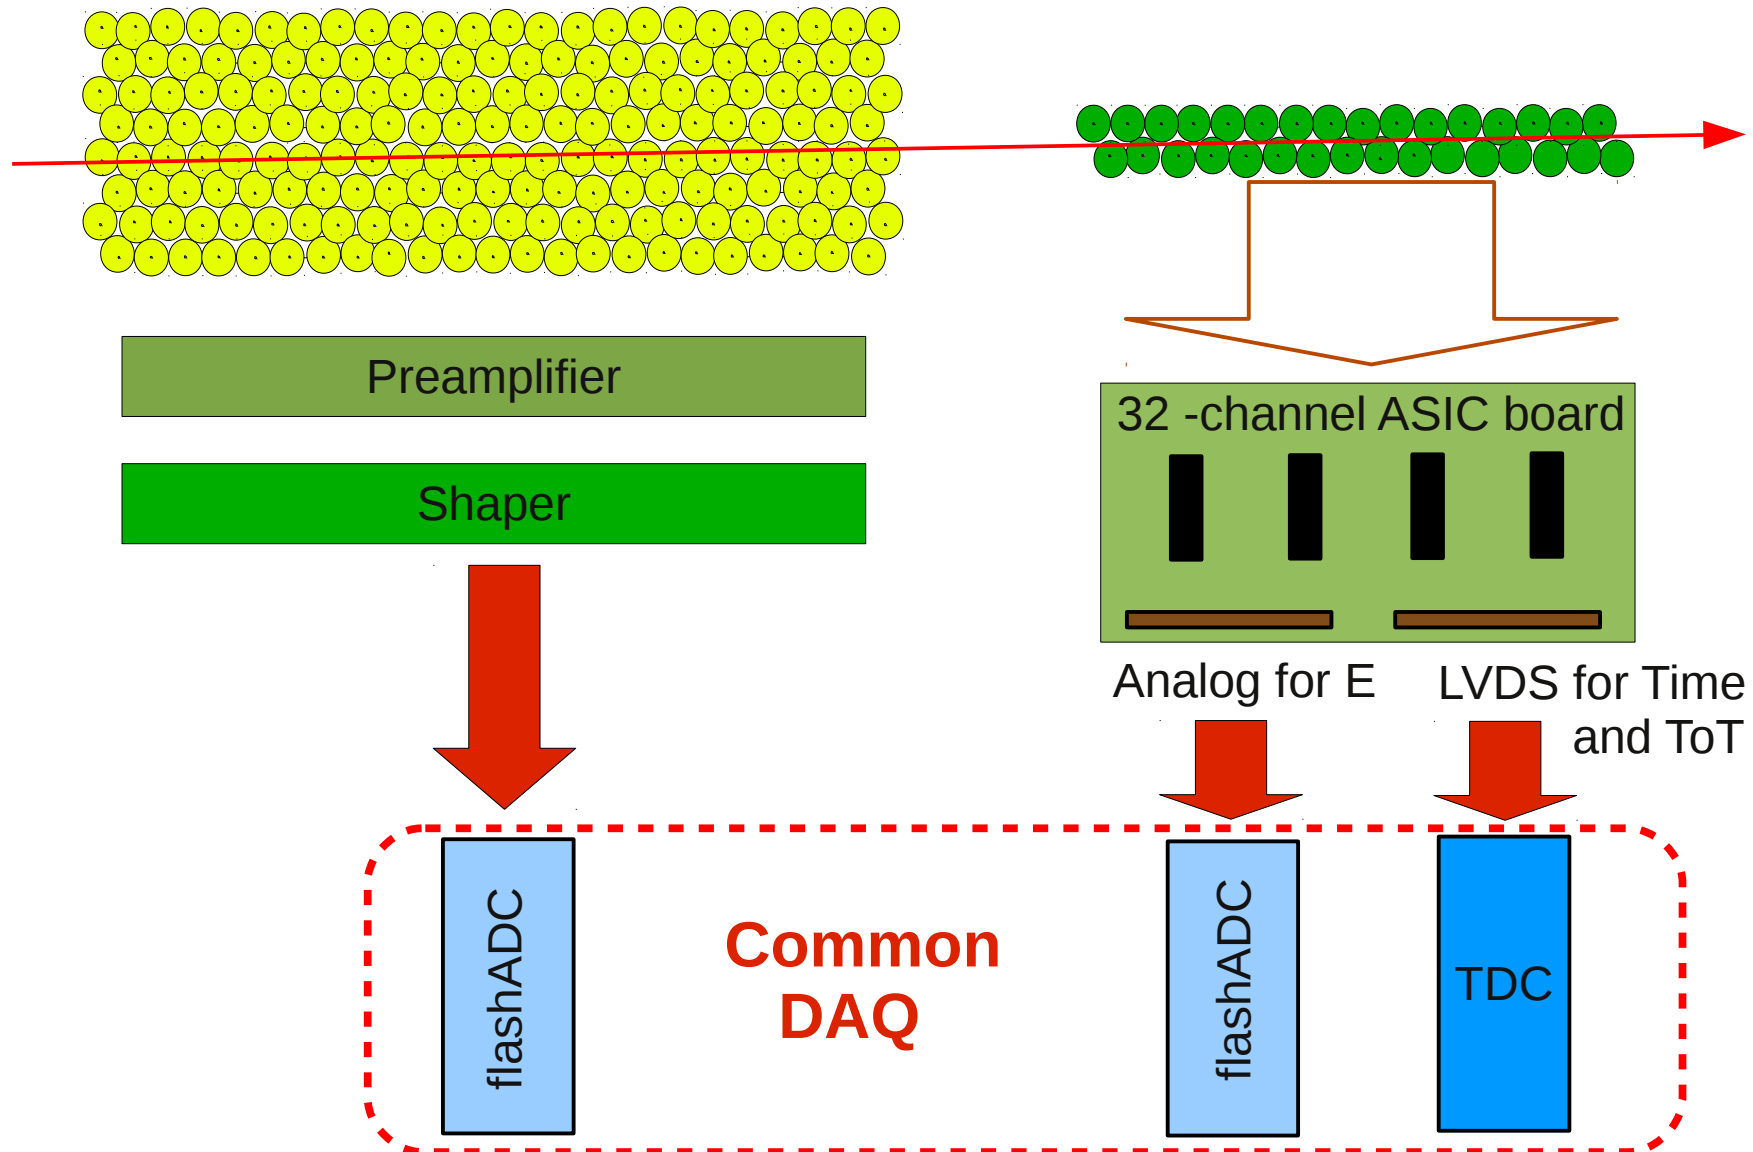 Preamplifier
Shaper
32 -channel ASIC board
Analog for E
LVDS for Time
and ToT
flashADC
Common
DAQ
flashADC
TDC